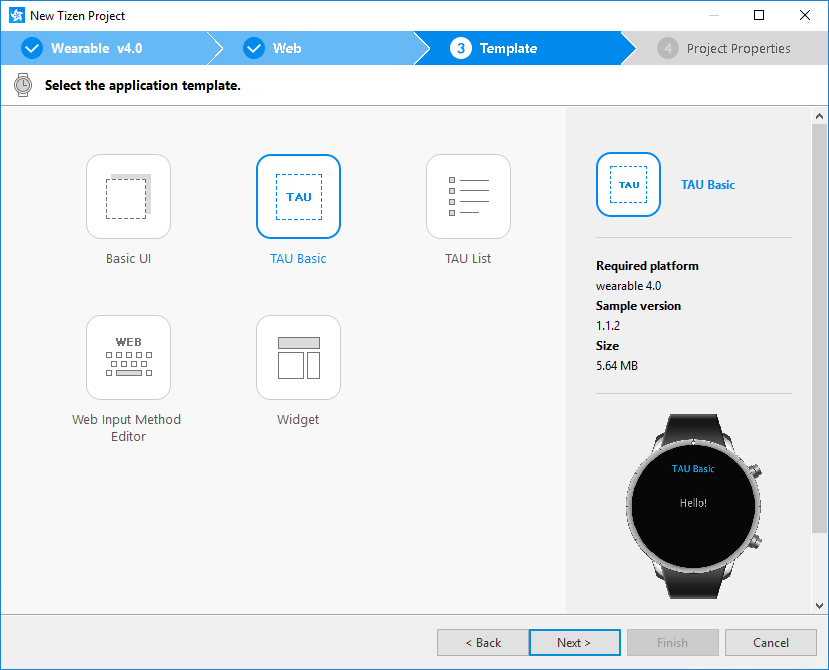 New Tizen Project
Wearable v4.0
Web
3 Template
4 Project Properties
Select the application template.
TAU
Basic UI
TAU Basic
TAU List
WEB
Web Input Method
Editor
Widget
TAU
TAU Basic
Required platform
wearable 4.0
Sample version
1.1.2
Size
5.64 MB
TAU Basic
Hello!
< Back
Next >
Finish
Cancel